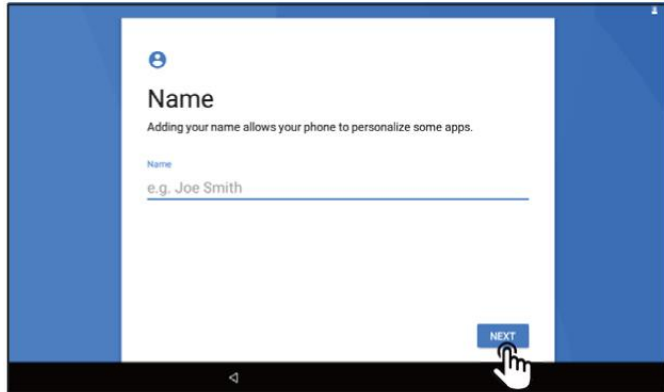 Name
Adding your name allows your phone to personalize some apps.
Name
e.g. Joe Smith
NEXT